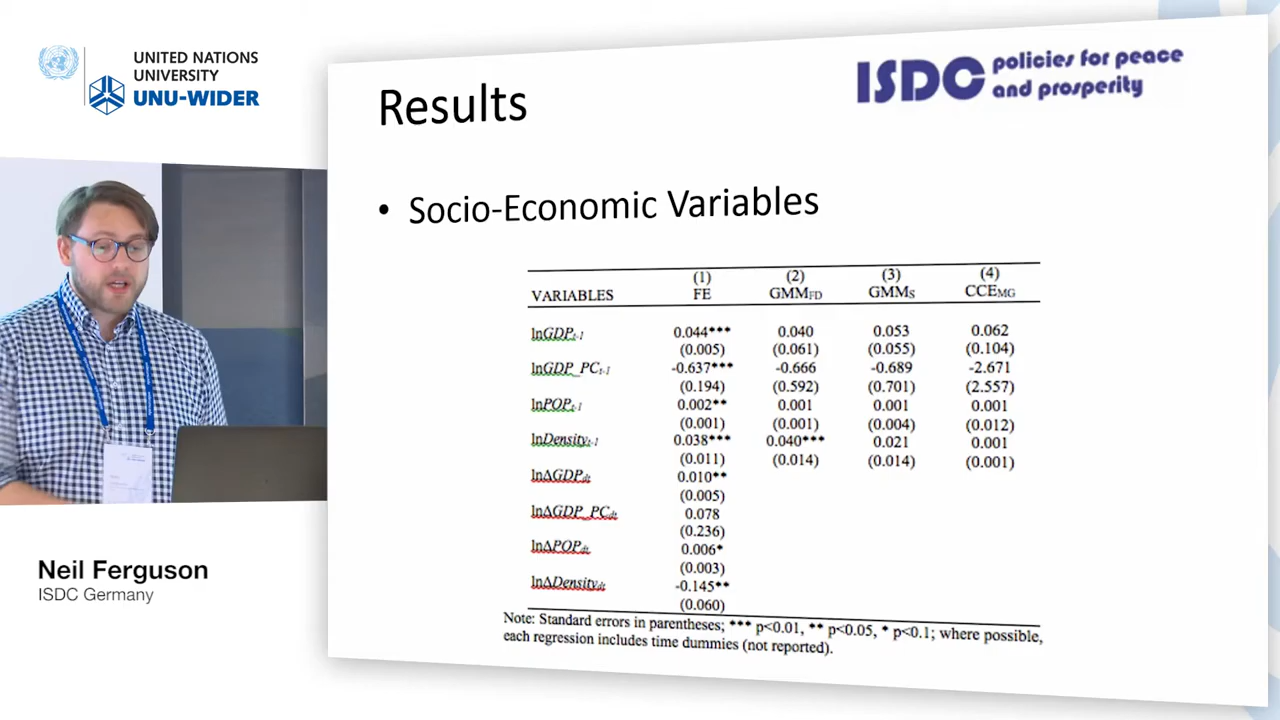 UNITED NATIONS
UNIVERSITY
UNU-WIDER
ISDC policies for peace
and prosperity
Results
• Socio-Economic Variables
VARIABLES (1) FE (2) GMM_FD (3) GMM_S (4) CCE_MG
lnGDP_t-1 0.044*** 0.040 0.053 0.062
(0.005) (0.061) (0.055) (0.104)
lnGDP_PC_t-1 -0.637*** -0.666 -0.689 -2.671
(0.194) (0.592) (0.701) (2.557)
lnPOP_t-1 0.002** 0.001 0.001 0.001
(0.001) (0.001) (0.004) (0.012)
lnDensity_t-1 0.038*** 0.040*** 0.021 0.001
(0.011) (0.014) (0.014) (0.001)
lnΔGDP_dt 0.010**
(0.005)
lnΔGDP_PC_dt 0.078
(0.236)
lnΔPOP_dt 0.006*
(0.003)
lnΔDensity_dt -0.145**
(0.060)
Note: Standard errors in parentheses; *** p<0.01, ** p<0.05, * p<0.1; where possible,
each regression includes time dummies (not reported).
Neil Ferguson
ISDC Germany